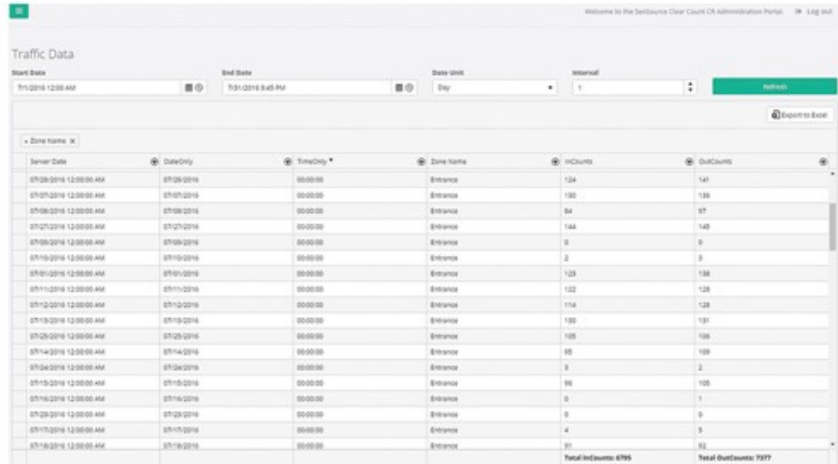 Welcome to the SenSource Clear Count CR Administration Portal. Log out
Traffic Data
Start Date End Date Date Unit Interval
7/1/2016 12:00 AM 7/31/2016 8:45 PM Day 1 Refresh
Export to Excel
Zone Name x
Server Date DateOnly TimeOnly Zone Name InCounts OutCounts
07/28/2016 12:00:00 AM 07/28/2016 00:00:00 Entrance 124 141
07/07/2016 12:00:00 AM 07/07/2016 00:00:00 Entrance 130 136
07/08/2016 12:00:00 AM 07/08/2016 00:00:00 Entrance 84 97
07/27/2016 12:00:00 AM 07/27/2016 00:00:00 Entrance 144 145
07/09/2016 12:00:00 AM 07/09/2016 00:00:00 Entrance 0 0
07/10/2016 12:00:00 AM 07/10/2016 00:00:00 Entrance 2 3
07/01/2016 12:00:00 AM 07/01/2016 00:00:00 Entrance 123 138
07/11/2016 12:00:00 AM 07/11/2016 00:00:00 Entrance 122 128
07/12/2016 12:00:00 AM 07/12/2016 00:00:00 Entrance 114 128
07/13/2016 12:00:00 AM 07/13/2016 00:00:00 Entrance 130 131
07/25/2016 12:00:00 AM 07/25/2016 00:00:00 Entrance 105 106
07/14/2016 12:00:00 AM 07/14/2016 00:00:00 Entrance 95 109
07/24/2016 12:00:00 AM 07/24/2016 00:00:00 Entrance 3 2
07/15/2016 12:00:00 AM 07/15/2016 00:00:00 Entrance 96 105
07/16/2016 12:00:00 AM 07/16/2016 00:00:00 Entrance 0 1
07/23/2016 12:00:00 AM 07/23/2016 00:00:00 Entrance 0 0
07/17/2016 12:00:00 AM 07/17/2016 00:00:00 Entrance 4 5
07/18/2016 12:00:00 AM 07/18/2016 00:00:00 Entrance 91 92
Total InCounts: 6795 Total OutCounts: 7377